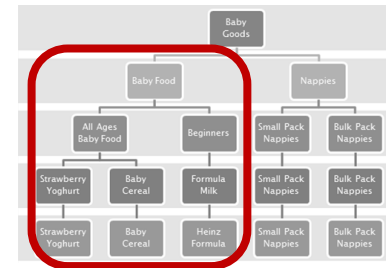 Baby
Goods
Baby Food
Nappies
All Ages
Baby Food
Beginners
Small Pack
Nappies
Bulk Pack
Nappies
Strawberry
Yoghurt
Baby
Cereal
Formula
Milk
Small Pack
Nappies
Bulk Pack
Nappies
Strawberry
Yoghurt
Baby
Cereal
Heinz
Formula
Small Pack
Nappies
Bulk Pack
Nappies